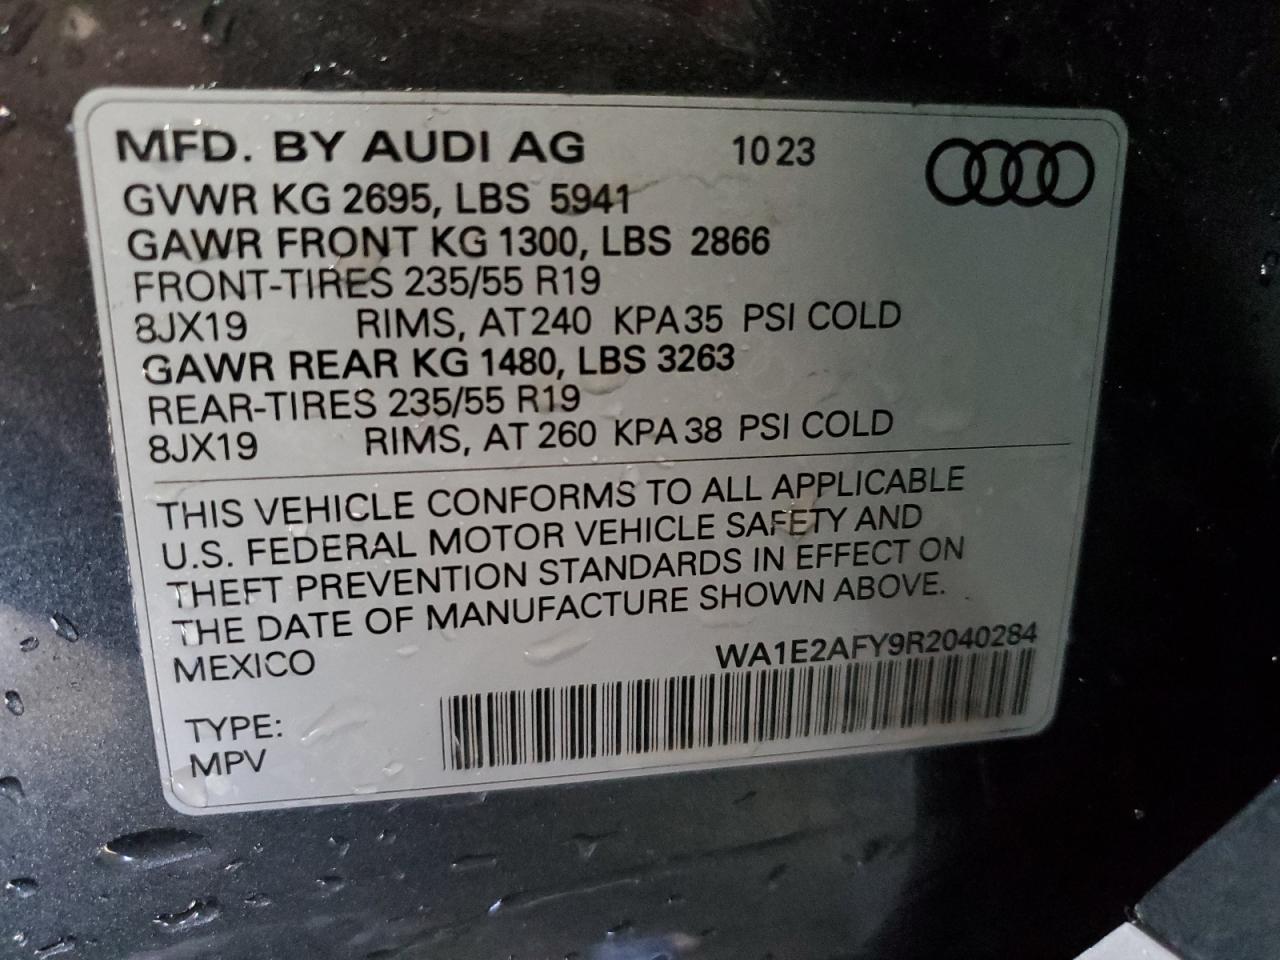 MFD. BY AUDI AG 10 23
GVWR KG 2695, LBS 5941
GAWR FRONT KG 1300, LBS 2866
FRONT-TIRES 235/55 R19
8JX19 RIMS, AT 240 KPA 35 PSI COLD
GAWR REAR KG 1480, LBS 3263
REAR-TIRES 235/55 R19
8JX19 RIMS, AT 260 KPA 38 PSI COLD
THIS VEHICLE CONFORMS TO ALL APPLICABLE
U.S. FEDERAL MOTOR VEHICLE SAFETY AND
THEFT PREVENTION STANDARDS IN EFFECT ON
THE DATE OF MANUFACTURE SHOWN ABOVE.
MEXICO WA1E2AFY9R2040284
TYPE:
MPV